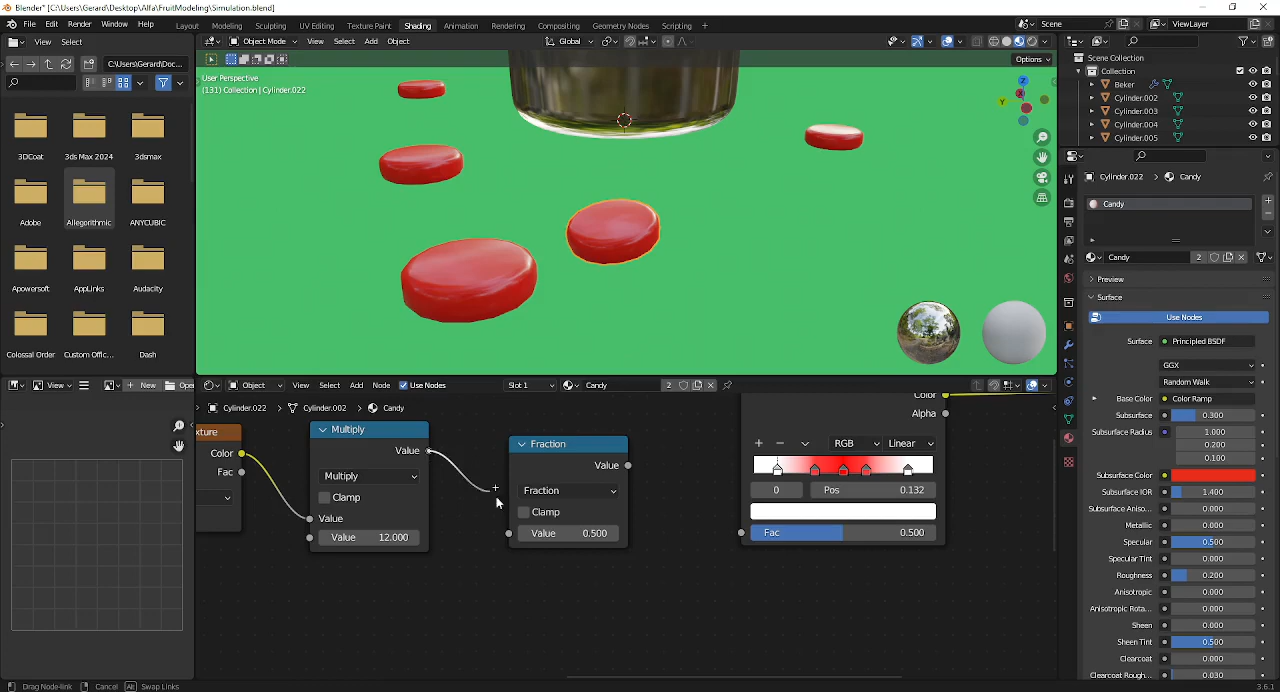 Blender* [C:\Users\Gerard\Desktop\Alfa\FruitModeling\Simulation.blend]
File Edit Render Window Help Layout Modeling Sculpting UV Editing Texture Paint Shading Animation Rendering Compositing Geometry Nodes Scripting + Scene ViewLayer
View Select Object Mode View Select Add Object Global
C:\Users\Gerard\Doc... Options
User Perspective
(131) Collection | Cylinder.022
Scene Collection
Collection
Beker
Cylinder.002
Cylinder.003
Cylinder.004
Cylinder.005
3DCoat 3ds Max 2024 3dsmax
Adobe Allegorithmic ANYCUBIC
Apowersoft AppLinks Audacity
Colossal Order Custom Offic... Dash
Z
X
Y
Cylinder.022 Candy
Candy
Candy 2
Preview
Surface
Use Nodes
Surface Principled BSDF
GGX
Random Walk
Base Color Color Ramp
Subsurface 0.300
Subsurface Radius 1.000
0.200
0.100
Subsurface Color
Subsurface IOR 1.400
Subsurface Aniso... 0.000
Metallic 0.000
Specular 0.500
Specular Tint 0.000
Roughness 0.200
Anisotropic 0.000
Anisotropic Rota... 0.000
Sheen 0.000
Sheen Tint 0.500
Clearcoat 0.000
Clearcoat Rough... 0.030
View New Open Object View Select Add Node Use Nodes Slot 1 Candy 2
Cylinder.022 Cylinder.002 Candy
xture
Color
Fac
Multiply
Value
Multiply
Clamp
Value
Value 12.000
Fraction
Value
Fraction
Clamp
Value 0.500
Color
Alpha
RGB Linear
0 Pos 0.132
Fac 0.500
Drag Node-link Cancel Alt Swap Links 3.6.1